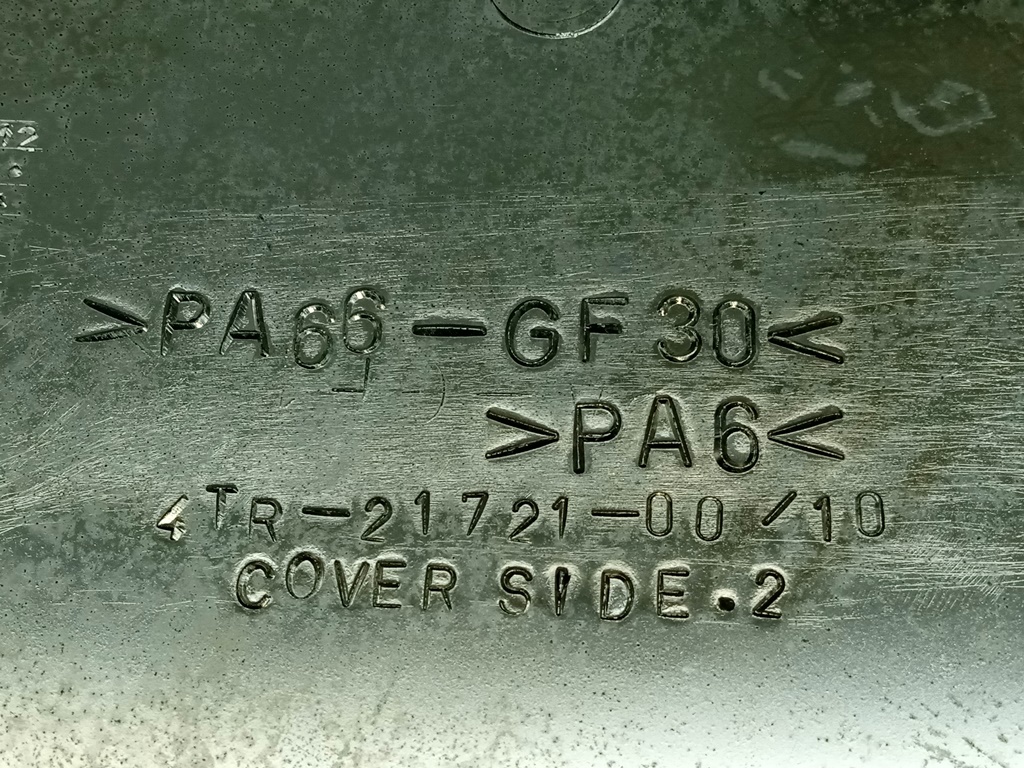 >PA66-GF30<
>PA6<
4TR-21721-00/10
COVER SIDE.2